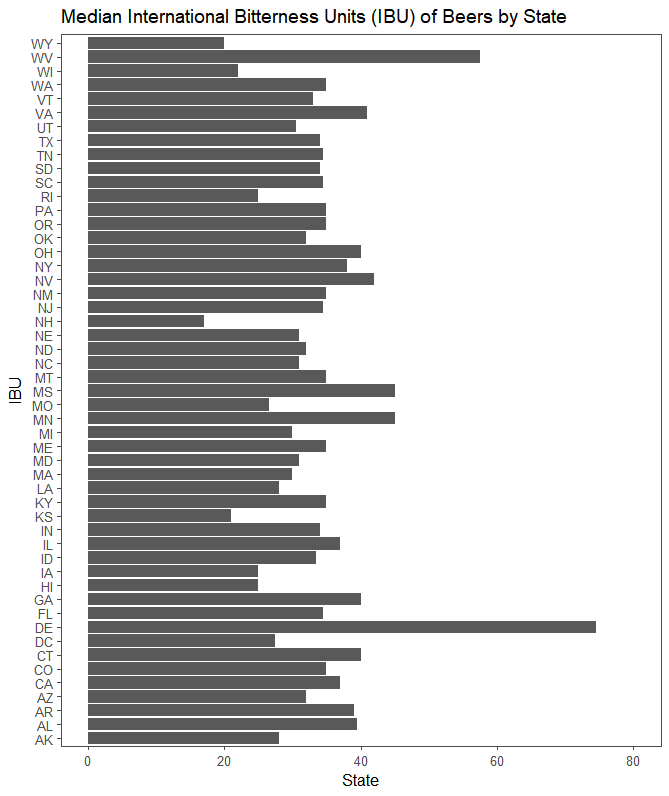 Median International Bitterness Units (IBU) of Beers by State
WY
WV
WI
WA
VT
VA
UT
TX
TN
SD
SC
RI
PA
OR
OK
OH
NY
NV
NM
NJ
NH
NE
ND
NC
MT
MS
MO
MN
MI
ME
MD
MA
LA
KY
KS
IN
IL
ID
IA
HI
GA
FL
DE
DC
CT
CO
CA
AZ
AR
AL
AK
IBU
0 20 40 60 80
State